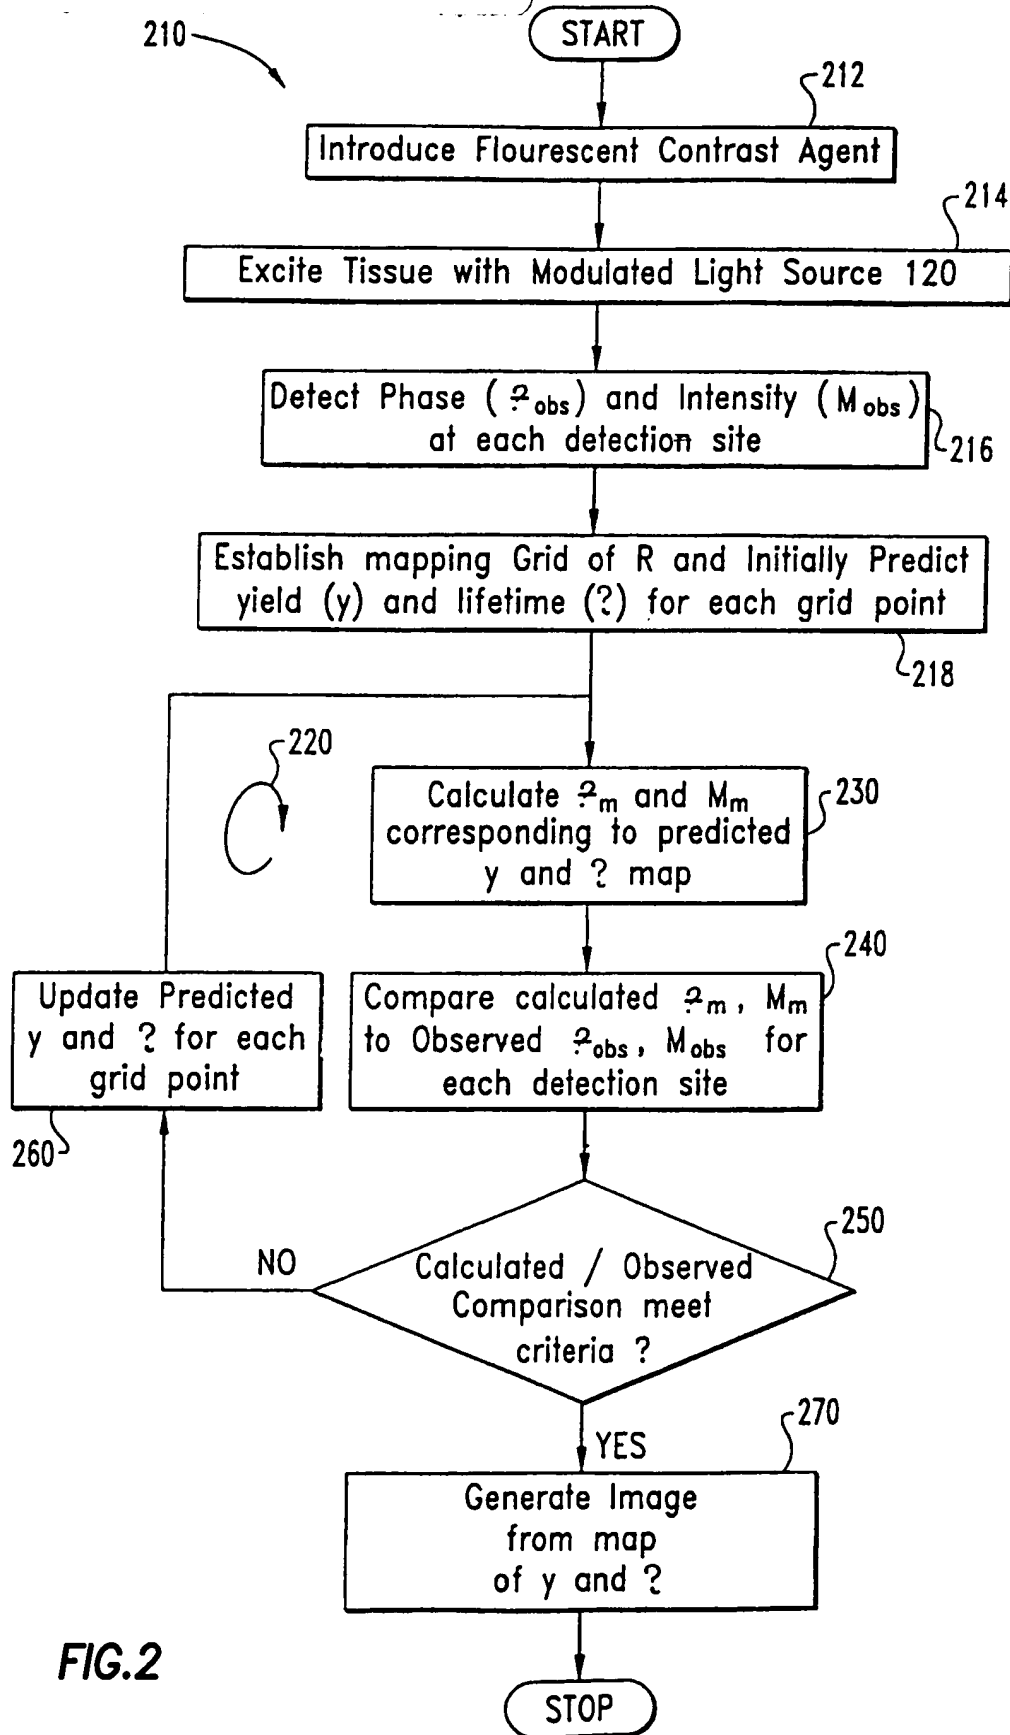 210
START
212
Introduce Flourescent Contrast Agent
214
Excite Tissue with Modulated Light Source 120
Detect Phase (?obs) and Intensity (Mobs)
at each detection site
216
Establish mapping Grid of R and Initially Predict
yield (y) and lifetime (?) for each grid point
218
220
Calculate ?m and Mm
corresponding to predicted
y and ? map
230
240
Compare calculated ?m, Mm
to Observed ?obs, Mobs for
each detection site
Update Predicted
y and ? for each
grid point
260
250
NO
Calculated / Observed
Comparison meet
criteria ?
YES
270
Generate Image
from map
of y and ?
FIG.2
STOP